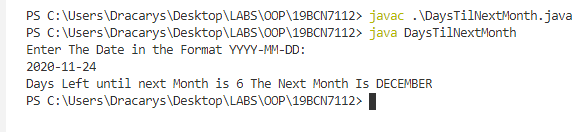 PS C:\Users\Dracarys\Desktop\LABS\OOP\19BCN7112> javac .\DaysTilNextMonth.java
PS C:\Users\Dracarys\Desktop\LABS\OOP\19BCN7112> java DaysTilNextMonth
Enter The Date in the Format YYYY-MM-DD:
2020-11-24
Days Left until next Month is 6 The Next Month Is DECEMBER
PS C:\Users\Dracarys\Desktop\LABS\OOP\19BCN7112>